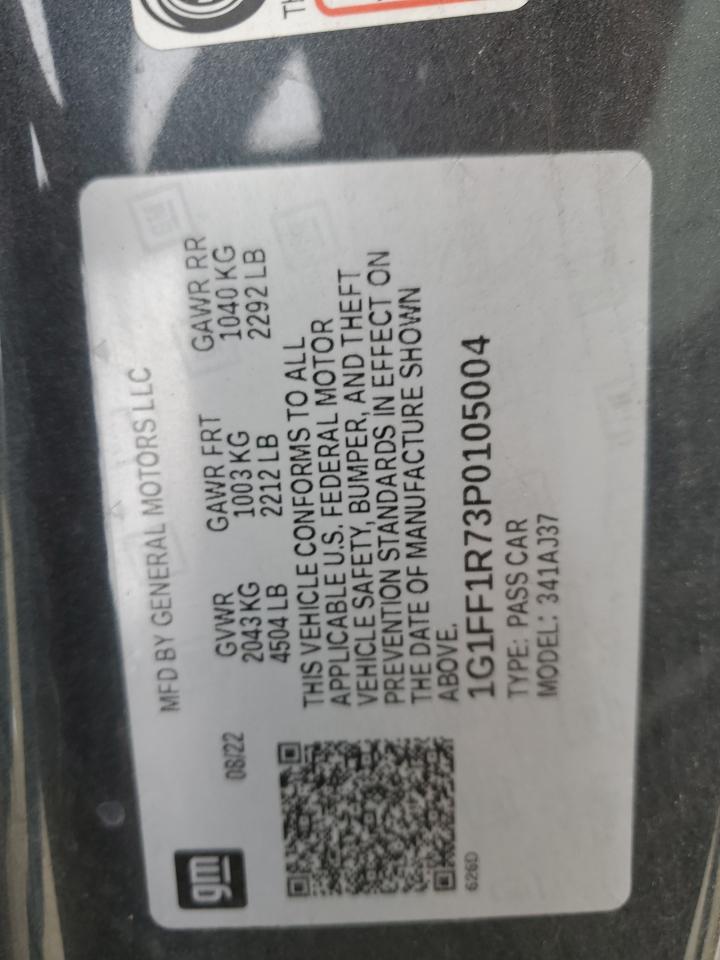 TH
gm
MFD BY GENERAL MOTORS LLC
08/22
GVWR GAWR FRT GAWR RR
2043 KG 1003 KG 1040 KG
4504 LB 2212 LB 2292 LB
THIS VEHICLE CONFORMS TO ALL
APPLICABLE U.S. FEDERAL MOTOR
VEHICLE SAFETY, BUMPER, AND THEFT
PREVENTION STANDARDS IN EFFECT ON
THE DATE OF MANUFACTURE SHOWN
ABOVE.
1G1FF1R73P0105004
TYPE: PASS CAR
MODEL: 341AJ37
626D